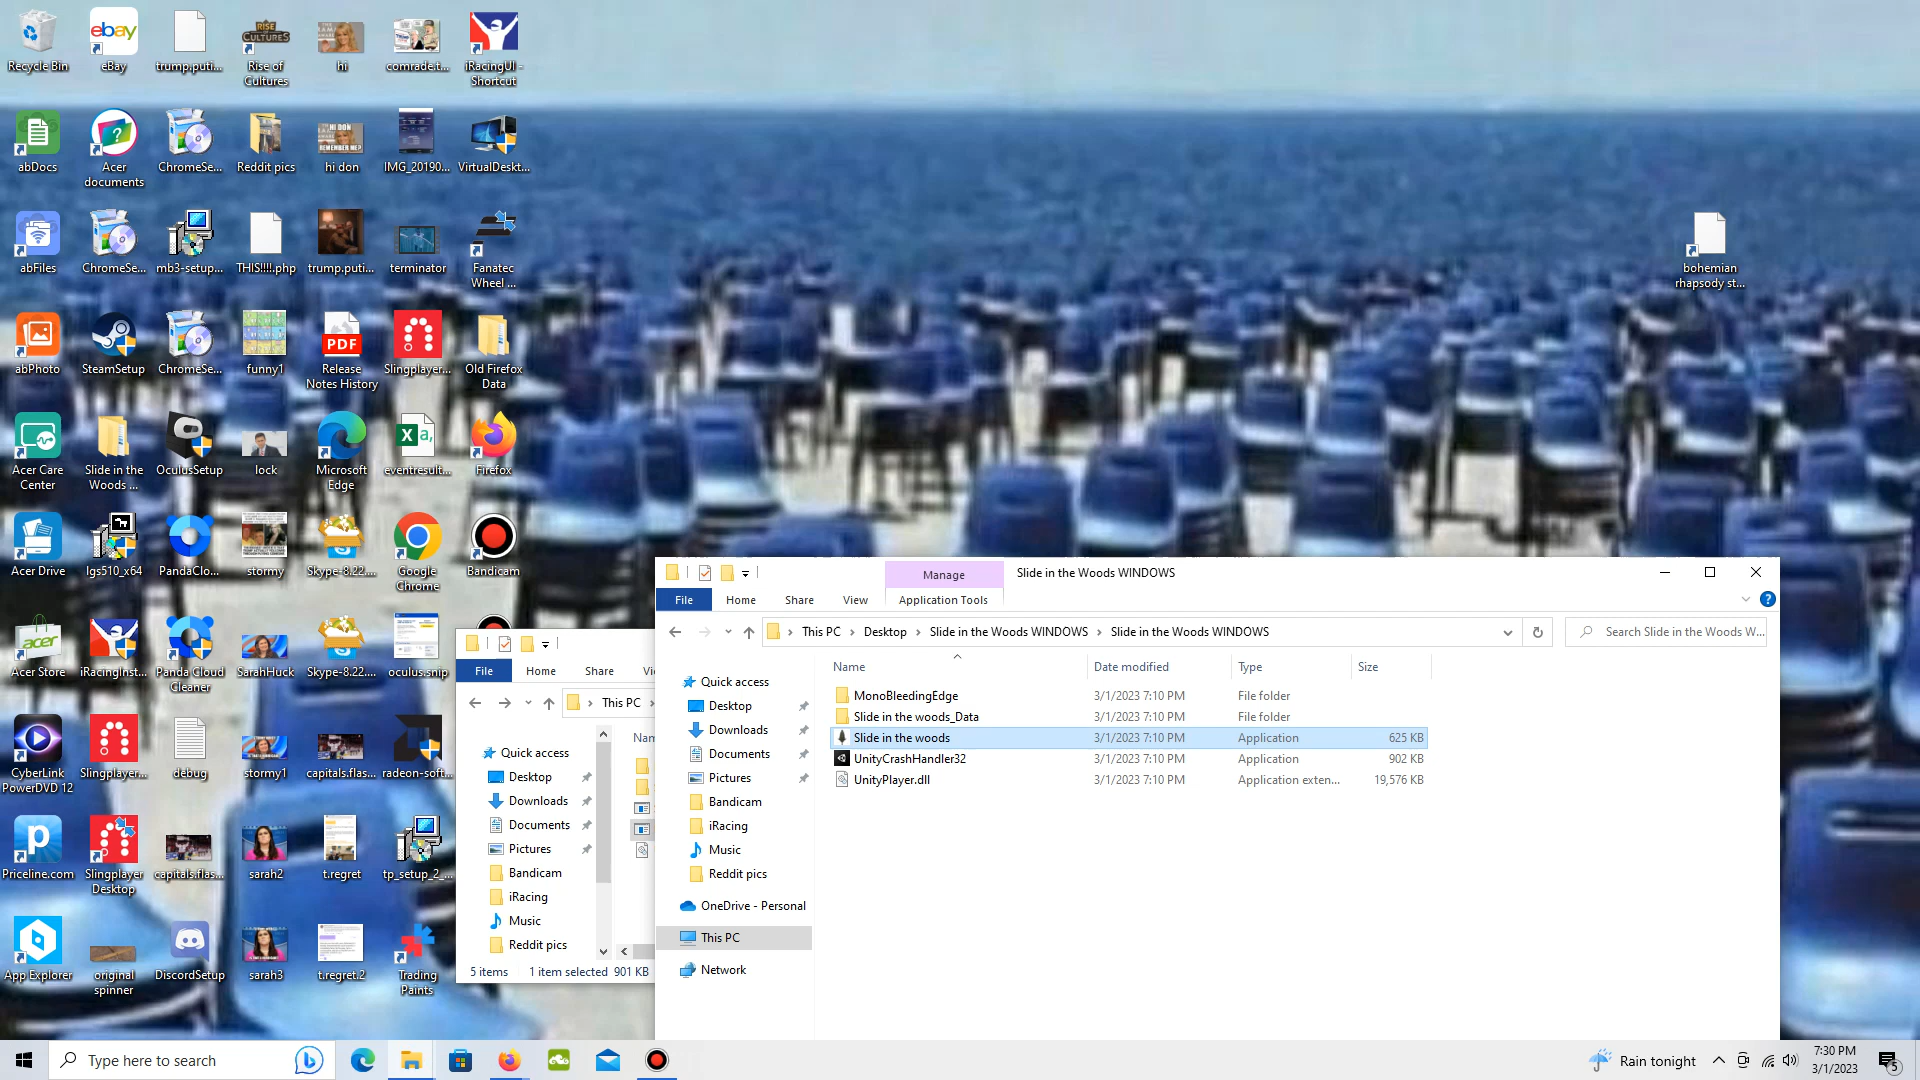 Recycle Bin
eBay
trump.puti...
Rise of
Cultures
hi
comrade.t...
iRacingUI -
Shortcut
abDocs
Acer
documents
ChromeSe...
Reddit pics
hi don
IMG_20190...
VirtualDeskt...
abFiles
ChromeSe...
mb3-setup...
THIS!!!!.php
trump.puti...
terminator
Fanatec
Wheel ...
bohemian
rhapsody st...
abPhoto
SteamSetup
ChromeSe...
funny1
PDF
Release
Notes History
Slingplayer...
Old Firefox
Data
Acer Care
Center
Slide in the
Woods ...
OculusSetup
lock
Microsoft
Edge
eventresult...
Firefox
Acer Drive
lgs510_x64
PandaClo...
stormy
Skype-8.22....
Google
Chrome
Bandicam
Acer Store
iRacingInst...
Panda Cloud
Cleaner
SarahHuck
Skype-8.22....
oculus.snip
CyberLink
PowerDVD 12
Slingplayer...
debug
stormy1
capitals.flas...
radeon-soft...
Priceline.com
Slingplayer
Desktop
capitals.flas...
sarah2
t.regret
tp_setup_2_...
App Explorer
original
spinner
DiscordSetup
sarah3
t.regret.2
Trading
Paints
File
Home
Share
Vi
This PC
Quick access
Desktop
Downloads
Documents
Pictures
Bandicam
iRacing
Music
Reddit pics
Nam
5 items
1 item selected 901 KB
Manage
Slide in the Woods WINDOWS
File
Home
Share
View
Application Tools
This PC > Desktop > Slide in the Woods WINDOWS > Slide in the Woods WINDOWS
Search Slide in the Woods W...
Quick access
Desktop
Downloads
Documents
Pictures
Bandicam
iRacing
Music
Reddit pics
OneDrive - Personal
This PC
Network
Name Date modified Type Size
MonoBleedingEdge 3/1/2023 7:10 PM File folder
Slide in the woods_Data 3/1/2023 7:10 PM File folder
Slide in the woods 3/1/2023 7:10 PM Application 625 KB
UnityCrashHandler32 3/1/2023 7:10 PM Application 902 KB
UnityPlayer.dll 3/1/2023 7:10 PM Application exten... 19,576 KB
Type here to search
Rain tonight
7:30 PM
3/1/2023
5